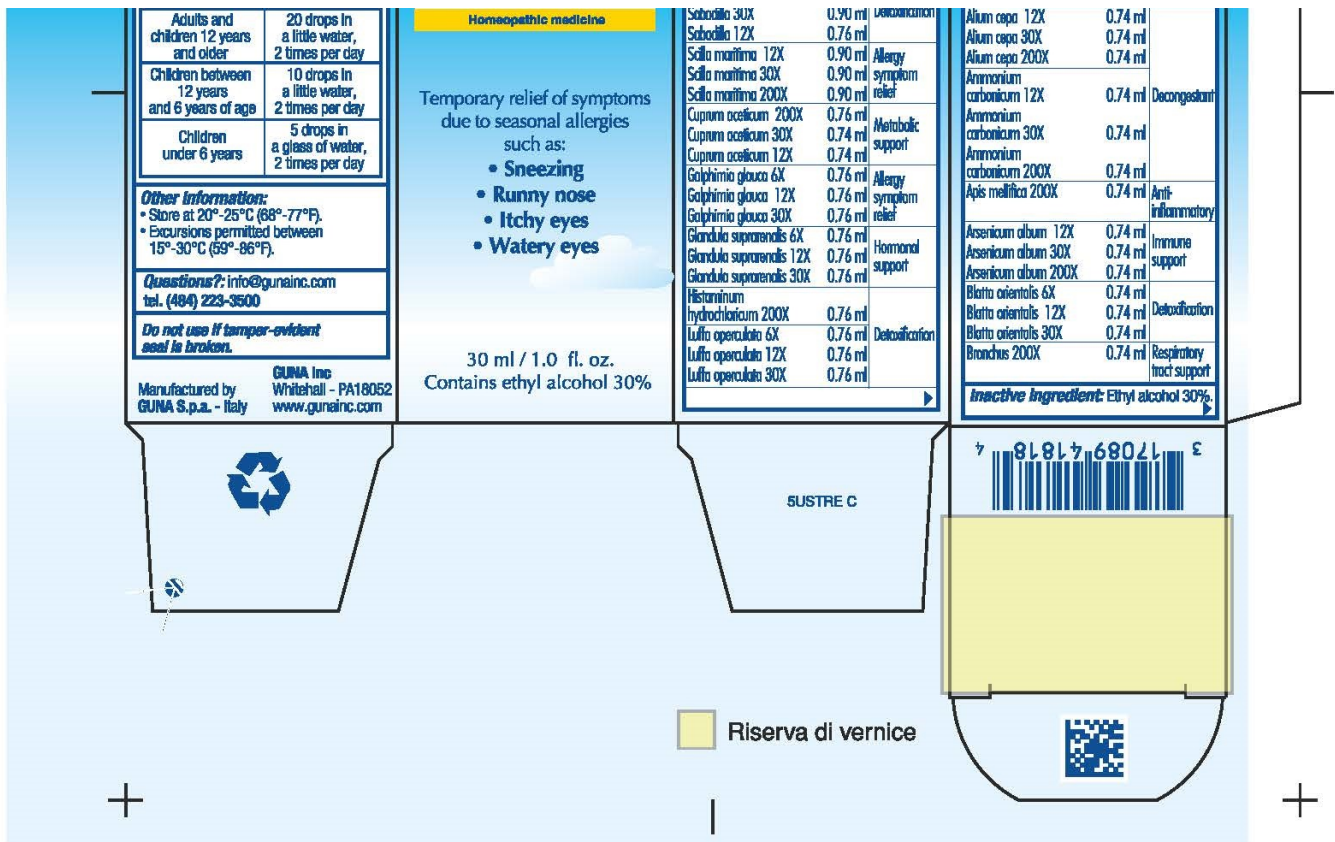 Adults and
children 12 years
and older
20 drops in
a little water,
2 times per day
Children between
12 years
and 6 years of age
10 drops in
a little water,
2 times per day
Children
under 6 years
5 drops in
a glass of water,
2 times per day
Other information:
• Store at 20°-25°C (68°-77°F).
• Excursions permitted between
15°-30°C (59°-86°F).
Questions?: info@gunainc.com
tel. (484) 223-3500
Do not use if tamper-evident
seal is broken.
Manufactured by
GUNA S.p.a. - Italy
GUNA Inc
Whitehall - PA18052
www.gunainc.com
Homeopathic medicine
Temporary relief of symptoms
due to seasonal allergies
such as:
• Sneezing
• Runny nose
• Itchy eyes
• Watery eyes
30 ml / 1.0 fl. oz.
Contains ethyl alcohol 30%
Sabadilla 30X 0.90 ml Detoxification
Sabadilla 12X 0.76 ml
Scilla maritima 12X 0.90 ml Allergy
Scilla maritima 30X 0.90 ml symptom
Scilla maritima 200X 0.90 ml relief
Cuprum aceticum 200X 0.76 ml Metabolic
Cuprum aceticum 30X 0.74 ml support
Cuprum aceticum 12X 0.74 ml
Galphimia glauca 6X 0.76 ml Allergy
Galphimia glauca 12X 0.76 ml symptom
Galphimia glauca 30X 0.76 ml relief
Glandula suprarenalis 6X 0.76 ml Hormonal
Glandula suprarenalis 12X 0.76 ml support
Glandula suprarenalis 30X 0.76 ml
Histaminum
hydrochloricum 200X 0.76 ml
Luffa operculata 6X 0.76 ml Detoxification
Luffa operculata 12X 0.76 ml
Luffa operculata 30X 0.76 ml
Alium cepa 12X 0.74 ml
Alium cepa 30X 0.74 ml
Alium cepa 200X 0.74 ml
Ammonium
carbonicum 12X 0.74 ml Decongestant
Ammonium
carbonicum 30X 0.74 ml
Ammonium
carbonicum 200X 0.74 ml
Apis mellifica 200X 0.74 ml Anti-
inflammatory
Arsenicum album 12X 0.74 ml Immune
Arsenicum album 30X 0.74 ml support
Arsenicum album 200X 0.74 ml
Blatta orientalis 6X 0.74 ml
Blatta orientalis 12X 0.74 ml Detoxification
Blatta orientalis 30X 0.74 ml
Bronchus 200X 0.74 ml Respiratory
tract support
Inactive ingredient: Ethyl alcohol 30%.
3 17089 41818 4
5USTRE C
Riserva di vernice